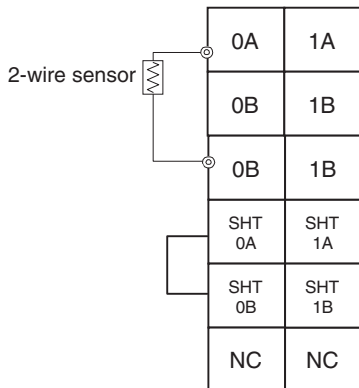 0A 1A
2-wire sensor
0B 1B
0B 1B
SHT 0A SHT 1A
SHT 0B SHT 1B
NC NC